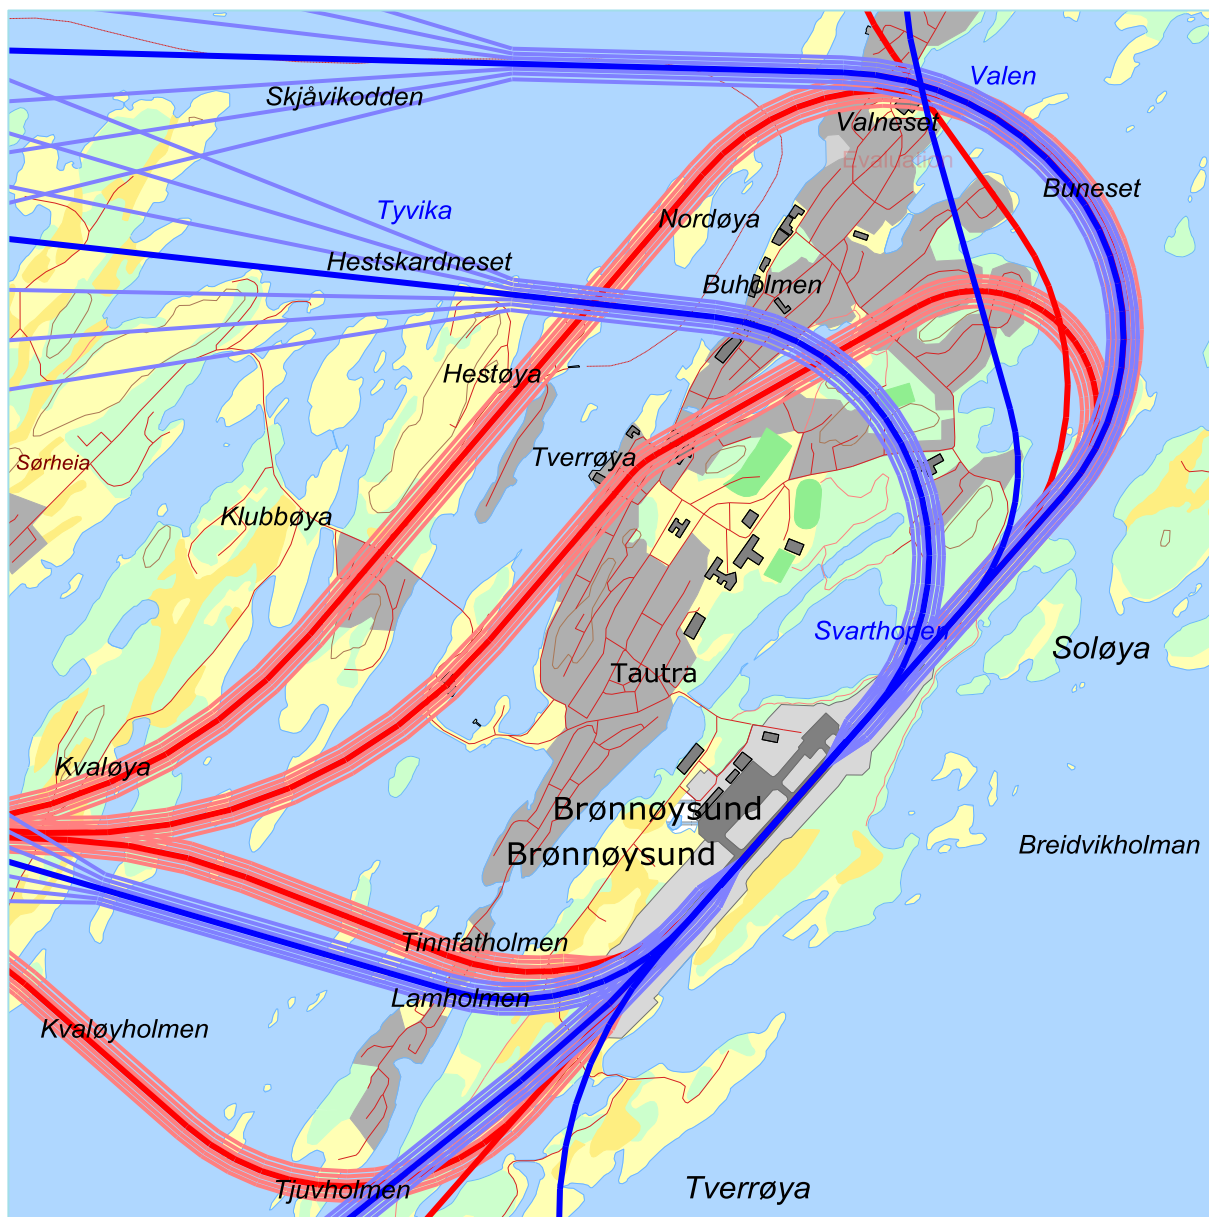 Valen
Skjåvikodden
Valneset
Evaluation
Buneset
Tyvika
Nordøya
Hestskardneset
Buholmen
Hestøya
Tverrøya
Sørheia
Klubbøya
Svarthopen
Soløya
Tautra
Kvaløya
Brønnøysund
Breidvikholman
Brønnøysund
Tinnfatholmen
Lamholmen
Kvaløyholmen
Tjuvholmen
Tverrøya